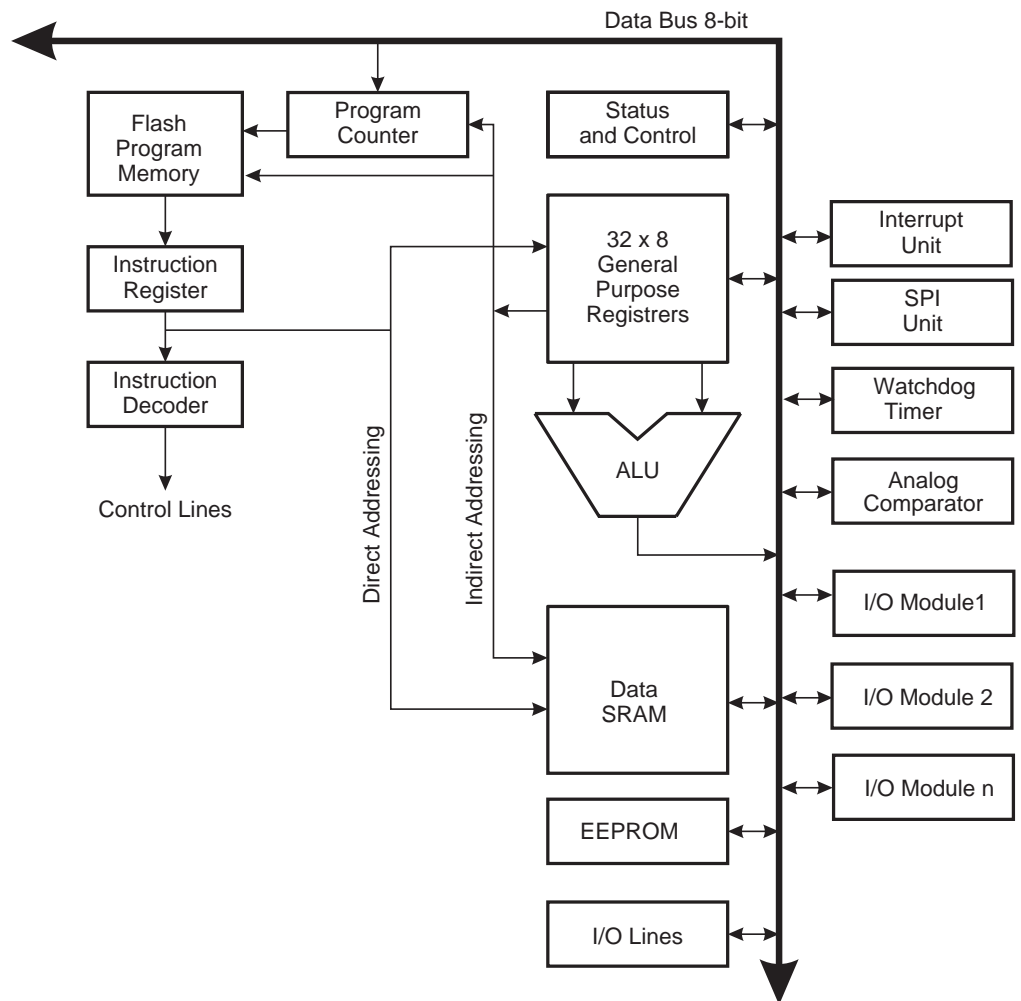 Data Bus 8-bit
Flash
Program
Memory
Program
Counter
Status
and Control
Interrupt
Unit
32 x 8
General
Purpose
Registrers
Instruction
Register
SPI
Unit
Instruction
Decoder
Watchdog
Timer
ALU
Analog
Comparator
Control Lines
Direct Addressing
Indirect Addressing
I/O Module1
Data
SRAM
I/O Module 2
I/O Module n
EEPROM
I/O Lines